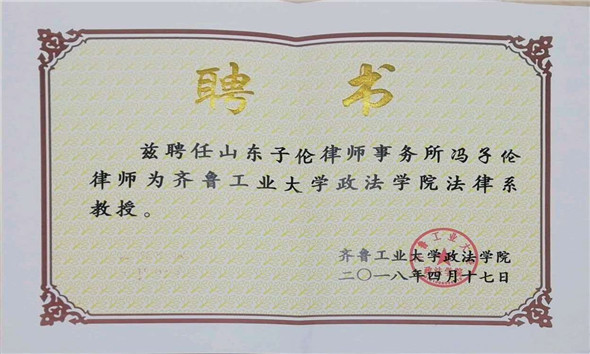 聘书
兹聘任山东子伦律师事务所冯子伦
律师为齐鲁工业大学政法学院法律系
教授。
齐鲁工业大学政法学院
二〇一八年四月十七日